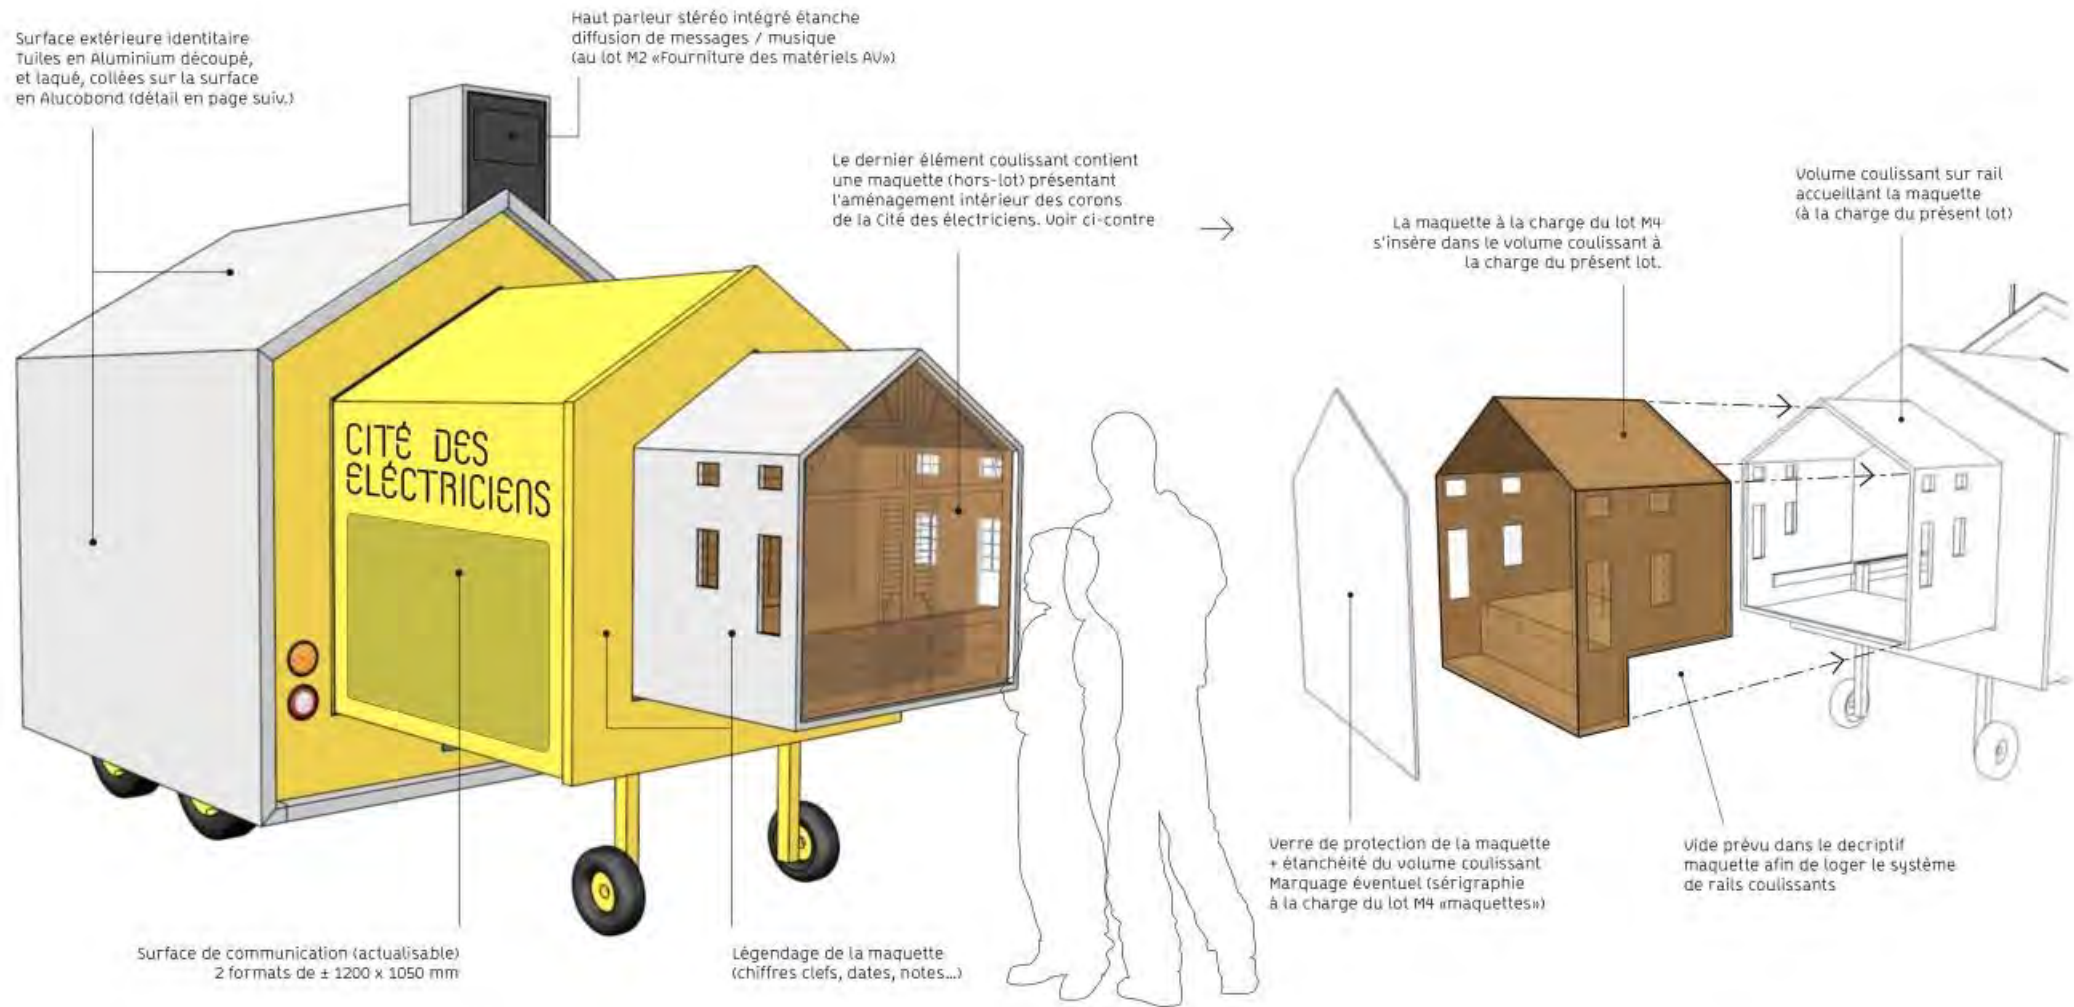 Surface extérieure identitaire
Tuiles en Aluminium découpé,
et laqué, collées sur la surface
en Alucobond (détail en page suiv.)
Haut parleur stéréo intégré étanche
diffusion de messages / musique
(au lot M2 «Fourniture des matériels AV»)
Le dernier élément coulissant contient
une maquette (hors-lot) présentant
l'aménagement intérieur des corons
de la Cité des électriciens. Voir ci-contre
La maquette à la charge du lot M4
s'insère dans le volume coulissant à
la charge du présent lot.
Volume coulissant sur rail
accueillant la maquette
(à la charge du présent lot)
CITÉ DES
ELÉCTRICIENS
Verre de protection de la maquette
+ étanchéité du volume coulissant
Marquage éventuel (sérigraphie
à la charge du lot M4 «maquettes»)
Vide prévu dans le decriptif
maquette afin de loger le système
de rails coulissants
Surface de communication (actualisable)
2 formats de ± 1200 x 1050 mm
Légendage de la maquette
(chiffres clefs, dates, notes...)